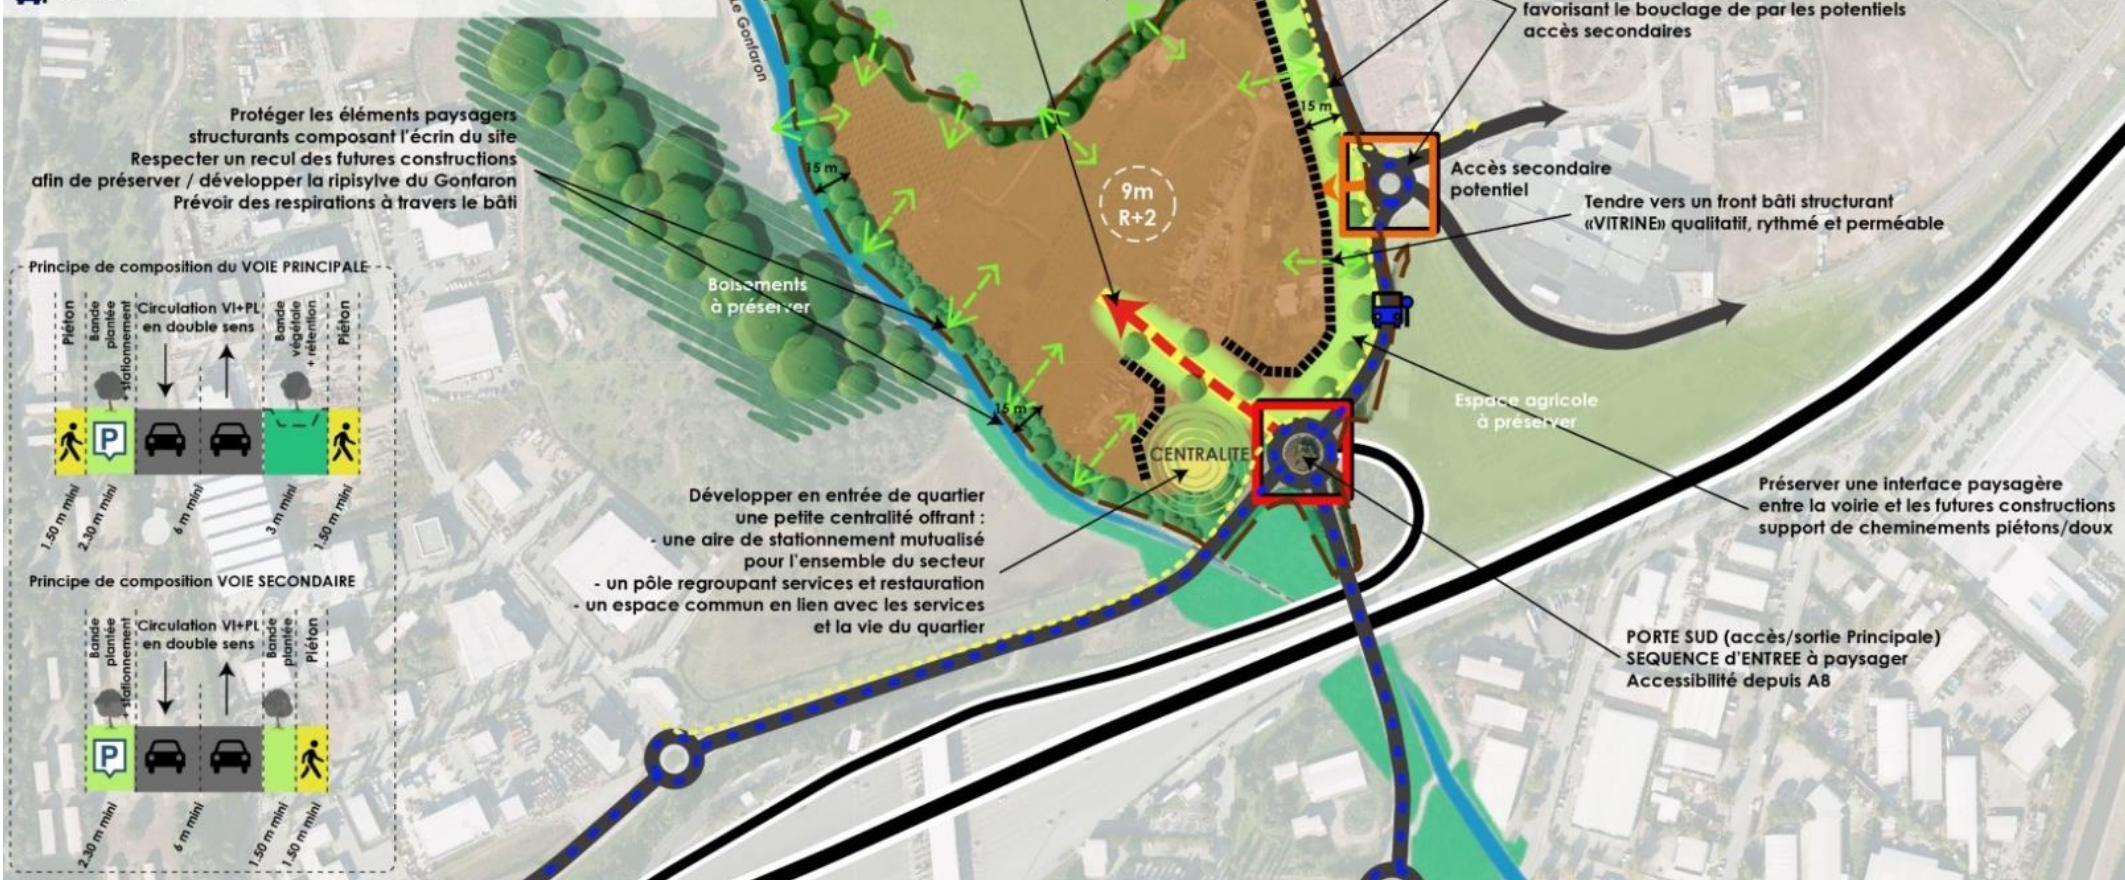 Le Gonfaron
favorisant le bouclage de par les potentiels
accès secondaires
Protéger les éléments paysagers
structurants composant l'écrin du site
Respecter un recul des futures constructions
afin de préserver / développer la ripisylve du Gonfaron
Prévoir des respirations à travers le bâti
15 m
15 m
9m
R+2
Accès secondaire
potentiel
Tendre vers un front bâti structurant
«VITRINE» qualitatif, rythmé et perméable
Boisements
à préserver
Principe de composition du VOIE PRINCIPALE
Piéton
Bande
plantée
+ stationnement
Circulation VL+PL
en double sens
Bande
végétale
+ rétention
Piéton
P
1.50 m mini
2.30 m mini
6 m mini
3 m mini
1.50 m mini
15 m
CENTRALITE
Espace agricole
à préserver
Préserver une interface paysagère
entre la voirie et les futures constructions
support de cheminements piétons/doux
Développer en entrée de quartier
une petite centralité offrant :
- une aire de stationnement mutualisé
pour l'ensemble du secteur
- un pôle regroupant services et restauration
- un espace commun en lien avec les services
et la vie du quartier
PORTE SUD (accès/sortie Principale)
SEQUENCE d'ENTREE à paysager
Accessibilité depuis A8
Principe de composition VOIE SECONDAIRE
Bande
plantée
+ stationnement
Circulation VL+PL
en double sens
Bande
plantée
Piéton
P
2.30 m mini
6 m mini
1.50 m mini
1.50 m mini